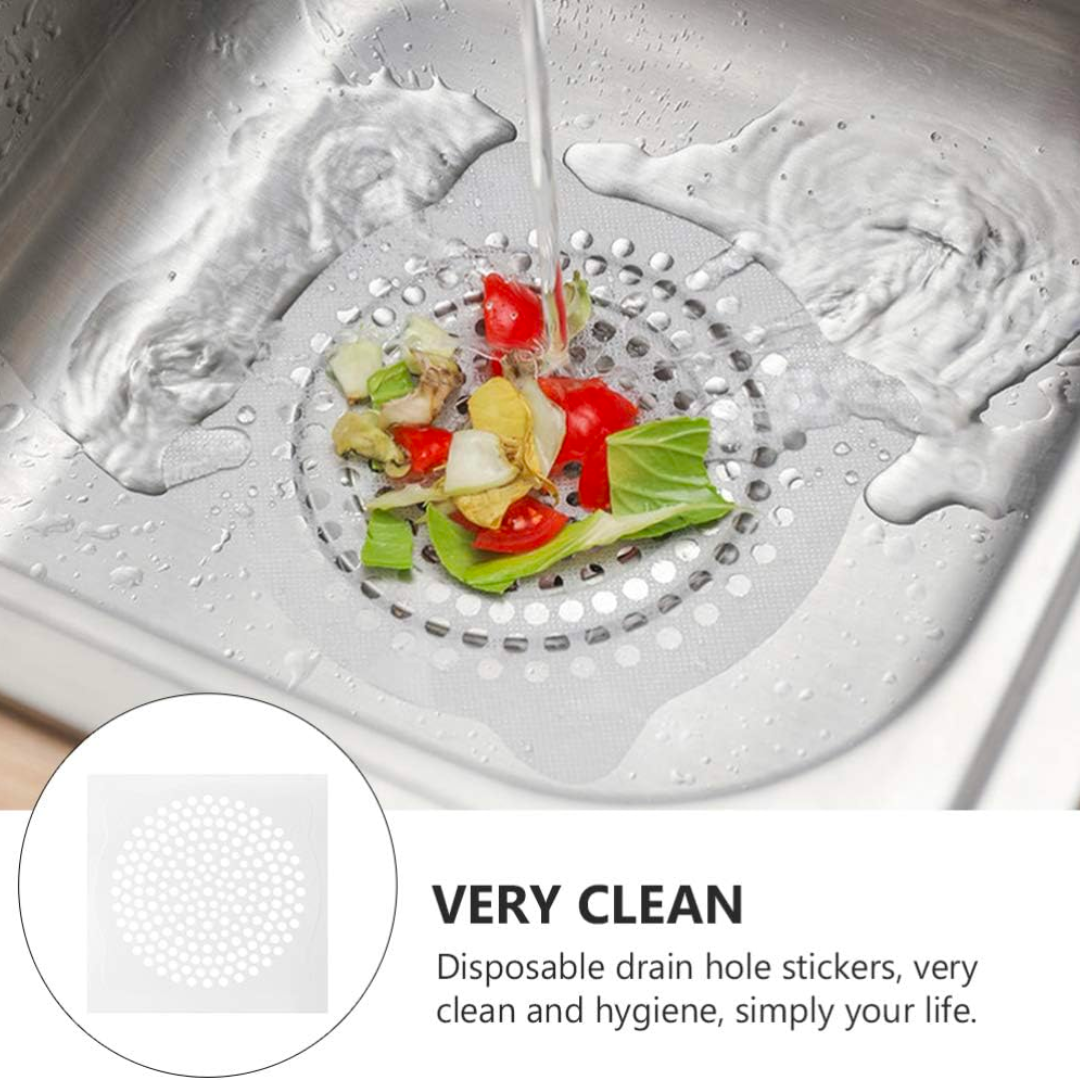 VERY CLEAN
Disposable drain hole stickers, very
clean and hygiene, simply your life.